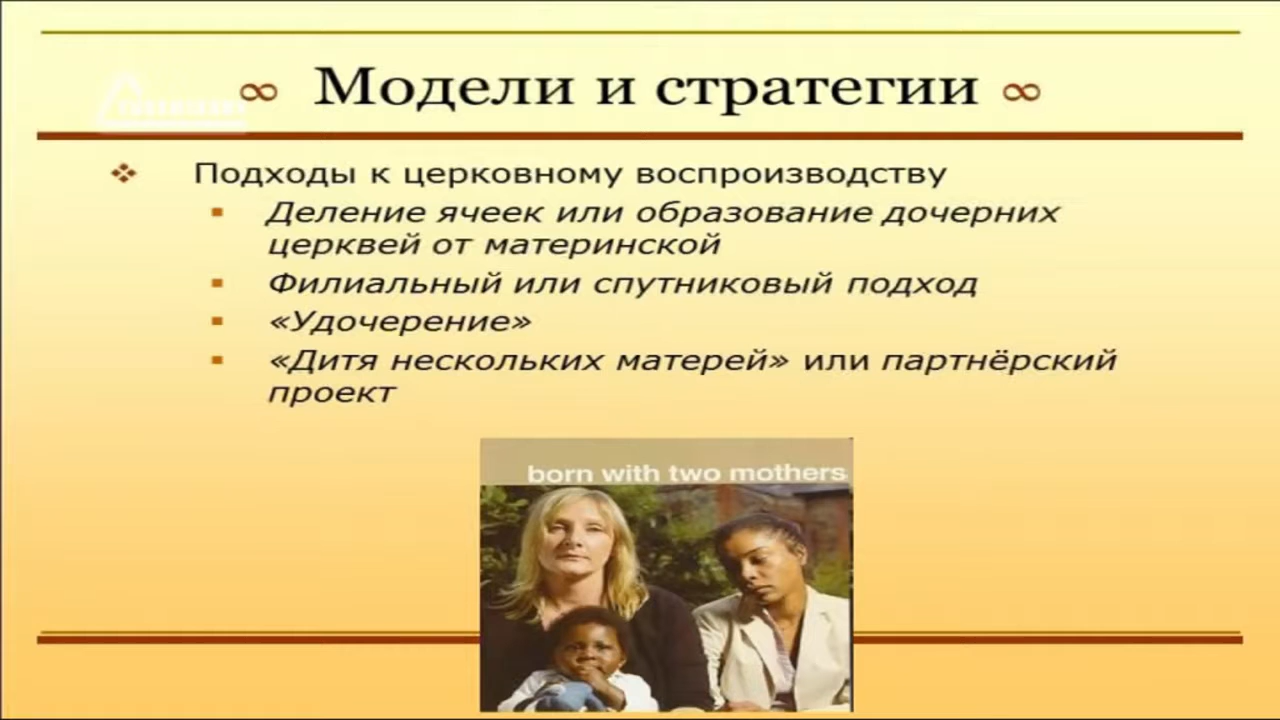 ∞ Модели и стратегии ∞
Подходы к церковному воспроизводству
Деление ячеек или образование дочерних
церквей от материнской
Филиальный или спутниковый подход
«Удочерение»
«Дитя нескольких матерей» или партнёрский
проект
born with two mothers